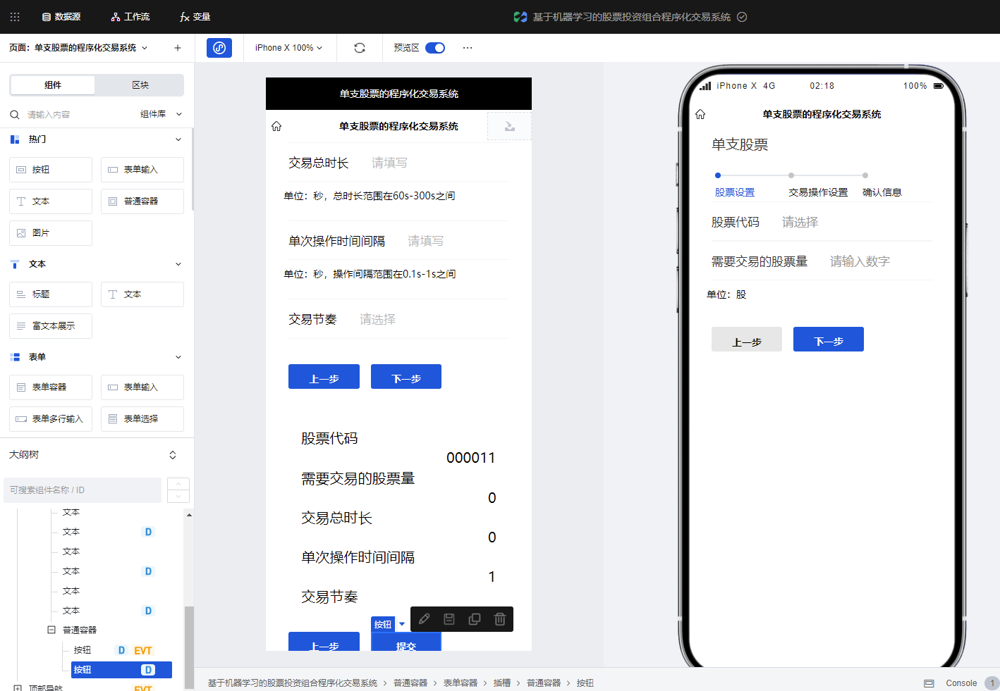 数据源 工作流 fx 变量 基于机器学习的股票投资组合程序化交易系统
页面：单支股票的程序化交易系统 iPhone X 100% 预览区
组件 区块
请输入内容 组件库
热门
按钮 表单输入
文本 普通容器
图片
文本
标题 文本
富文本展示
表单
表单容器 表单输入
表单多行输入 表单选择
大纲树
可搜索组件名称 / ID
文本
文本 D
文本
文本 D
文本
文本 D
普通容器
按钮 D EVT
按钮 D
顶部导航 EVT
单支股票的程序化交易系统
单支股票的程序化交易系统
交易总时长 请填写
单位：秒，总时长范围在60s-300s之间
单次操作时间间隔 请填写
单位：秒，操作间隔范围在0.1s-1s之间
交易节奏 请选择
上一步 下一步
股票代码
000011
需要交易的股票量
0
交易总时长
0
单次操作时间间隔
1
交易节奏
按钮
上一步 提交
iPhone X 4G 02:18 100%
单支股票的程序化交易系统
单支股票
股票设置 交易操作设置 确认信息
股票代码 请选择
需要交易的股票量 请输入数字
单位：股
上一步 下一步
基于机器学习的股票投资组合程序化交易系统 > 普通容器 > 表单容器 > 插槽 > 普通容器 > 按钮
Console 1